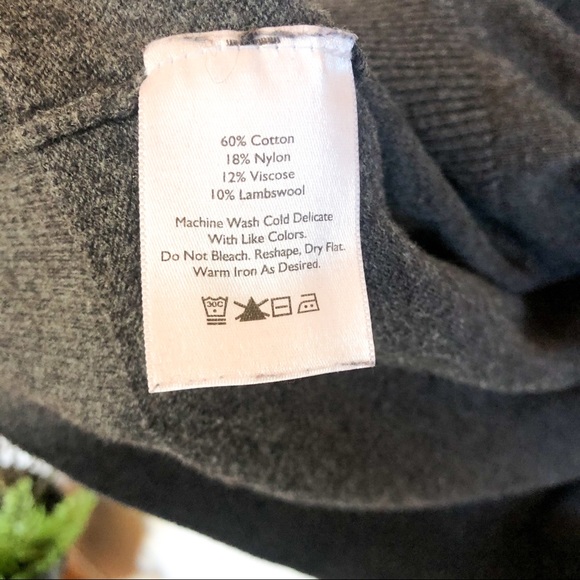 60% Cotton
18% Nylon
12% Viscose
10% Lambswool
Machine Wash Cold Delicate
With Like Colors.
Do Not Bleach. Reshape, Dry Flat.
Warm Iron As Desired.
30C